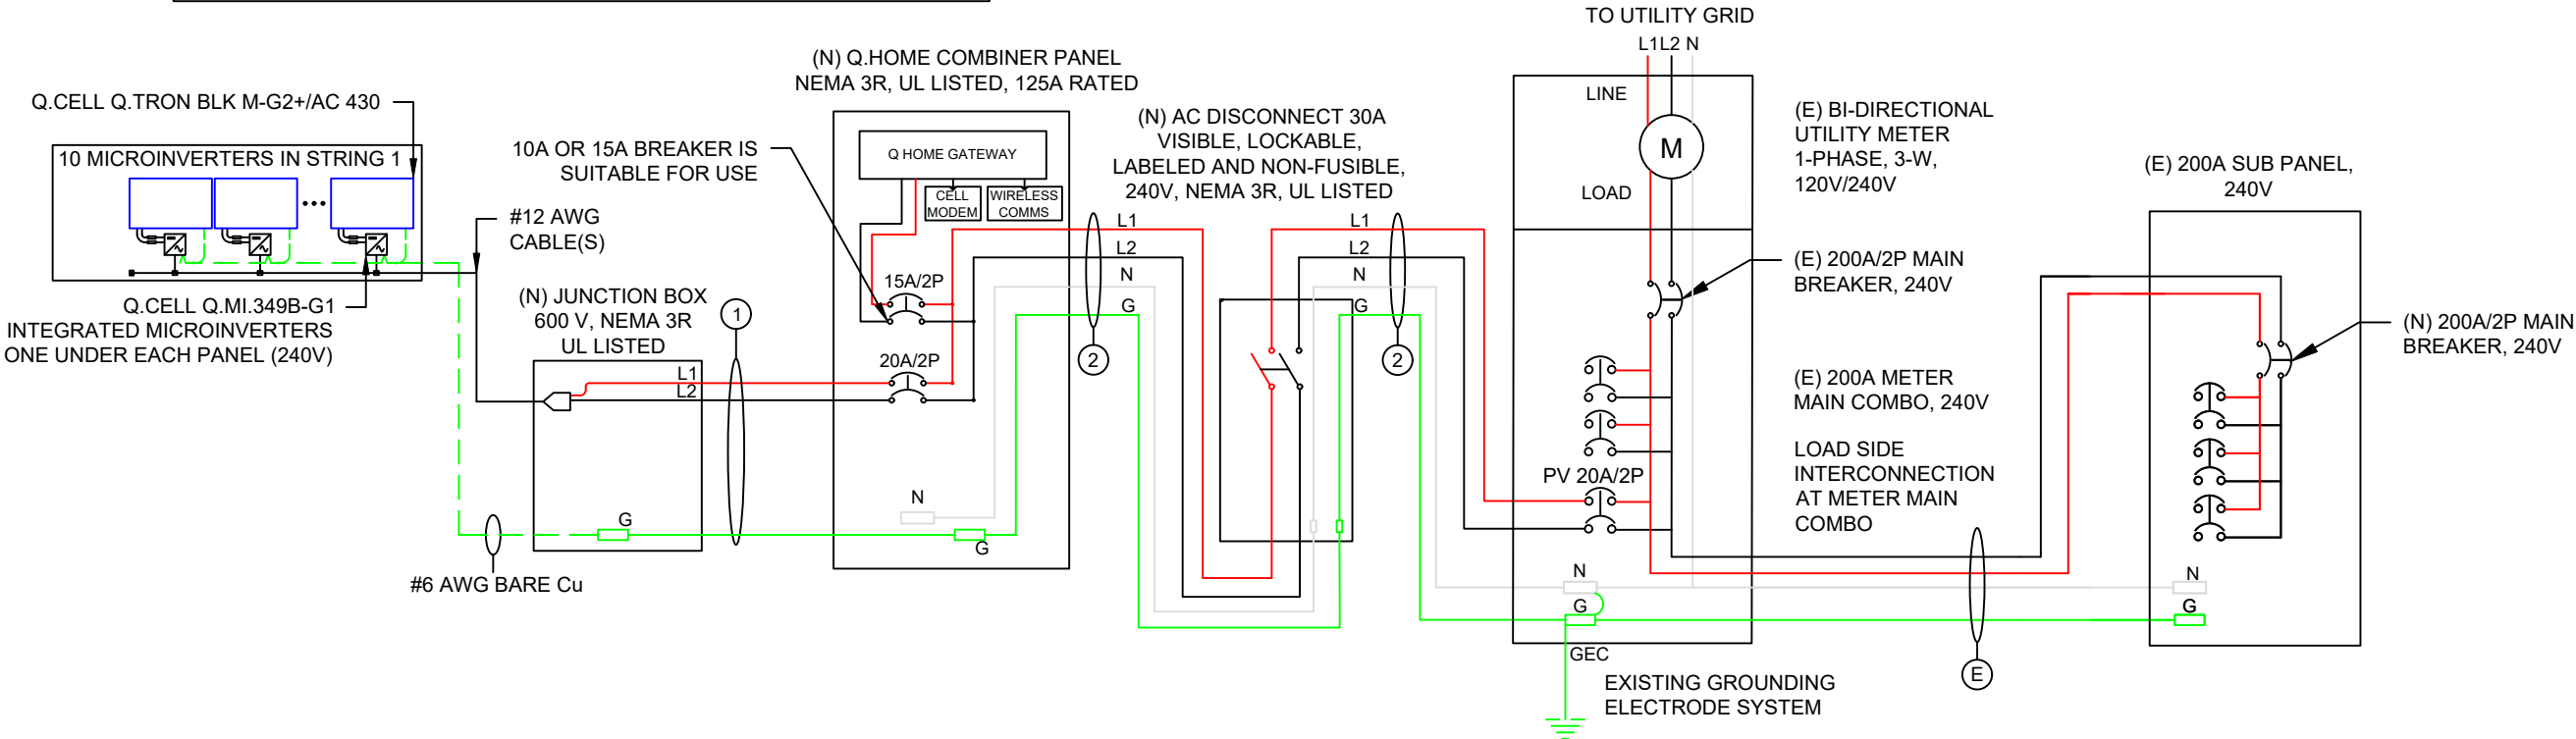 TO UTILITY GRID
L1 L2 N
(N) Q.HOME COMBINER PANEL
NEMA 3R, UL LISTED, 125A RATED
Q.CELL Q.TRON BLK M-G2+/AC 430
10 MICROINVERTERS IN STRING 1
Q.CELL Q.MI.349B-G1
INTEGRATED MICROINVERTERS
ONE UNDER EACH PANEL (240V)
#12 AWG
CABLE(S)
10A OR 15A BREAKER IS
SUITABLE FOR USE
(N) JUNCTION BOX
600 V, NEMA 3R
UL LISTED
L1
L2
G
#6 AWG BARE Cu
1
Q HOME GATEWAY
CELL
MODEM
WIRELESS
COMMS
15A/2P
20A/2P
N
G
L1
L2
N
G
2
(N) AC DISCONNECT 30A
VISIBLE, LOCKABLE,
LABELED AND NON-FUSIBLE,
240V, NEMA 3R, UL LISTED
L1
L2
N
G
2
LINE
M
LOAD
PV 20A/2P
N
G
GEC
EXISTING GROUNDING
ELECTRODE SYSTEM
(E) BI-DIRECTIONAL
UTILITY METER
1-PHASE, 3-W,
120V/240V
(E) 200A/2P MAIN
BREAKER, 240V
(E) 200A METER
MAIN COMBO, 240V
LOAD SIDE
INTERCONNECTION
AT METER MAIN
COMBO
E
(E) 200A SUB PANEL,
240V
(N) 200A/2P MAIN
BREAKER, 240V
N
G